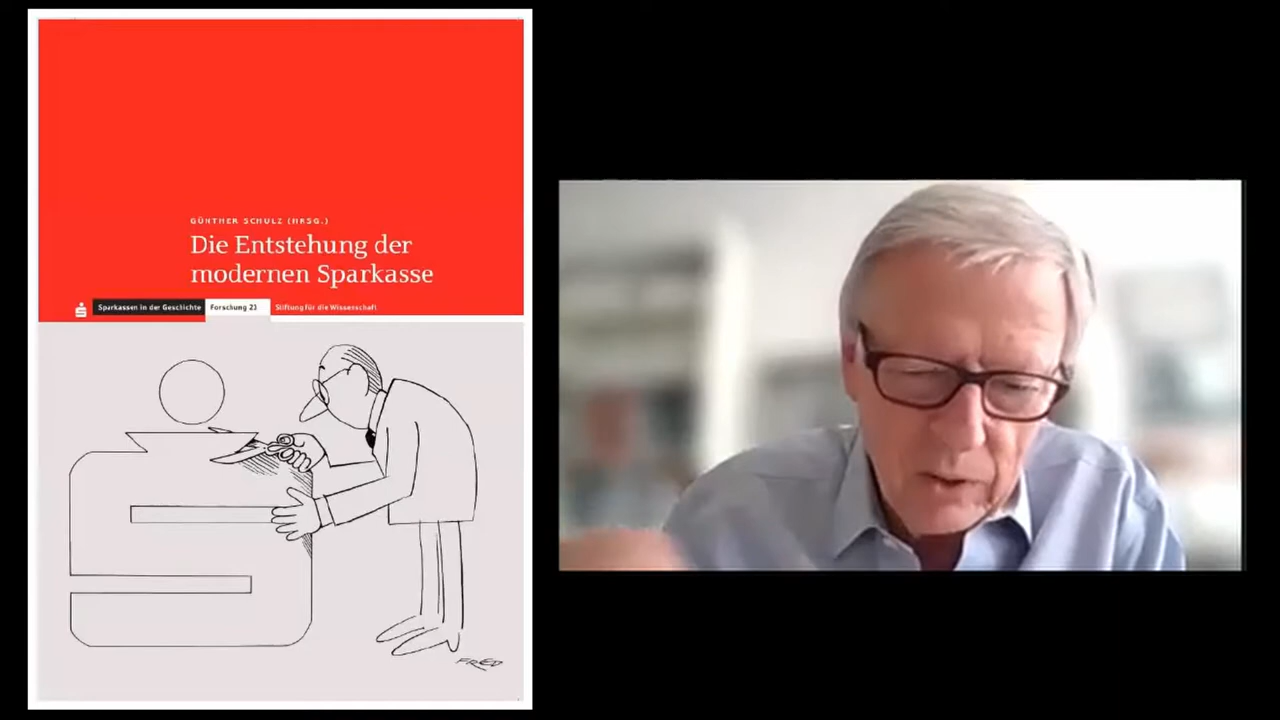 GÜNTHER SCHULZ (HRSG.)
Die Entstehung der
modernen Sparkasse
Sparkassen in der Geschichte Forschung 23 Stiftung für die Wissenschaft
FRED